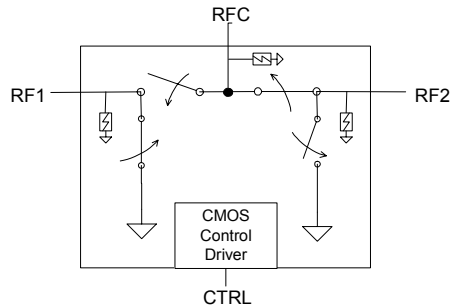 RFC
RF1
RF2
CMOS
Control
Driver
CTRL